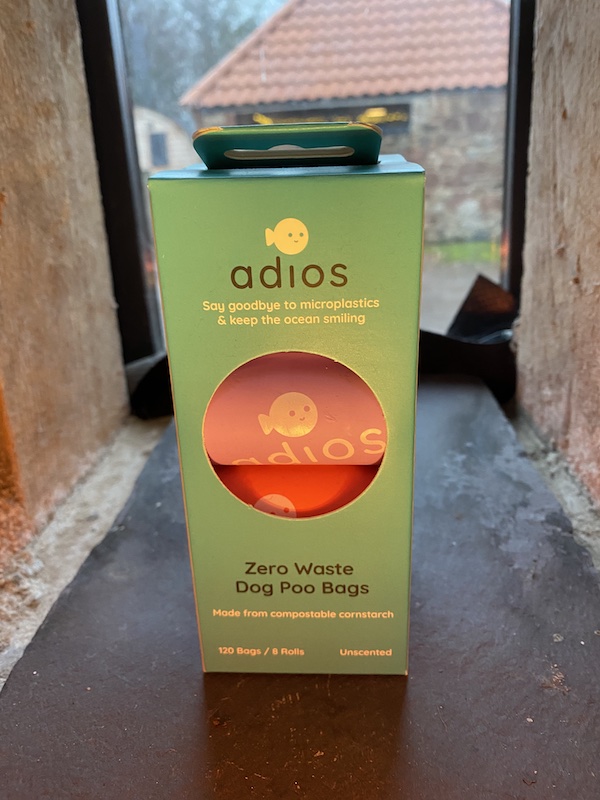 adios
Say goodbye to microplastics
& keep the ocean smiling
adios
Zero Waste
Dog Poo Bags
Made from compostable cornstarch
120 Bags / 8 Rolls Unscented